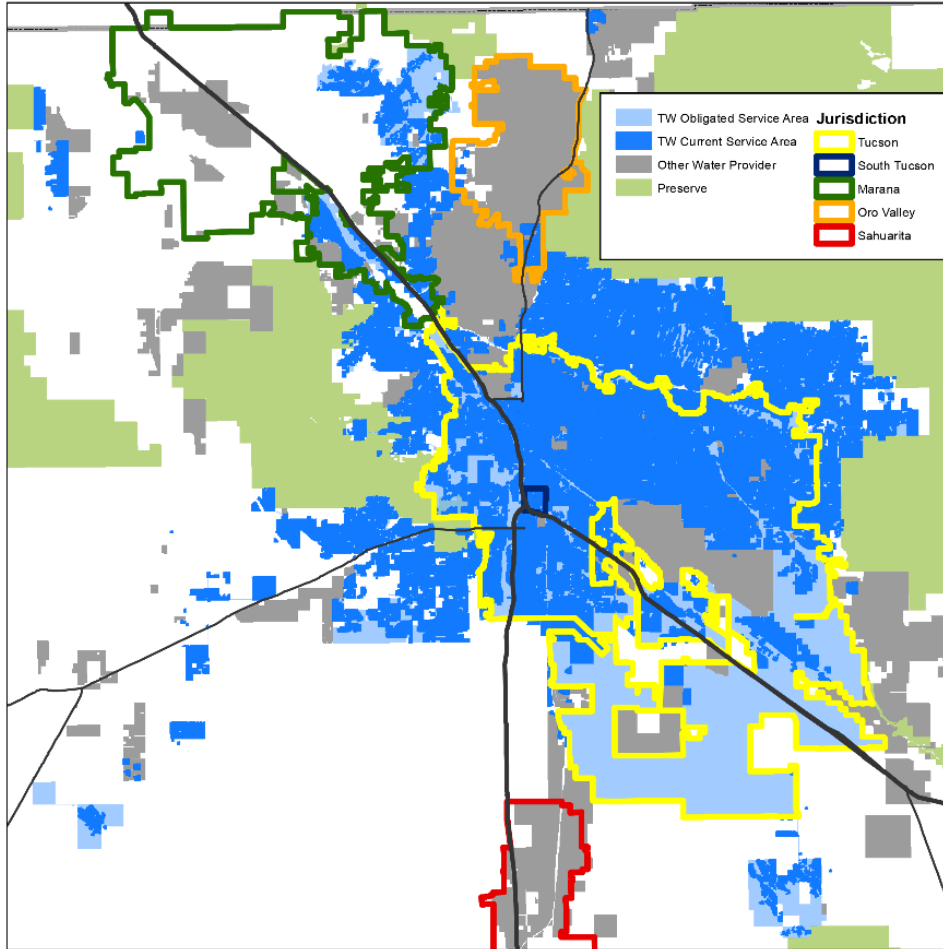 TW Obligated Service Area
TW Current Service Area
Other Water Provider
Preserve
Jurisdiction
Tucson
South Tucson
Marana
Oro Valley
Sahuarita